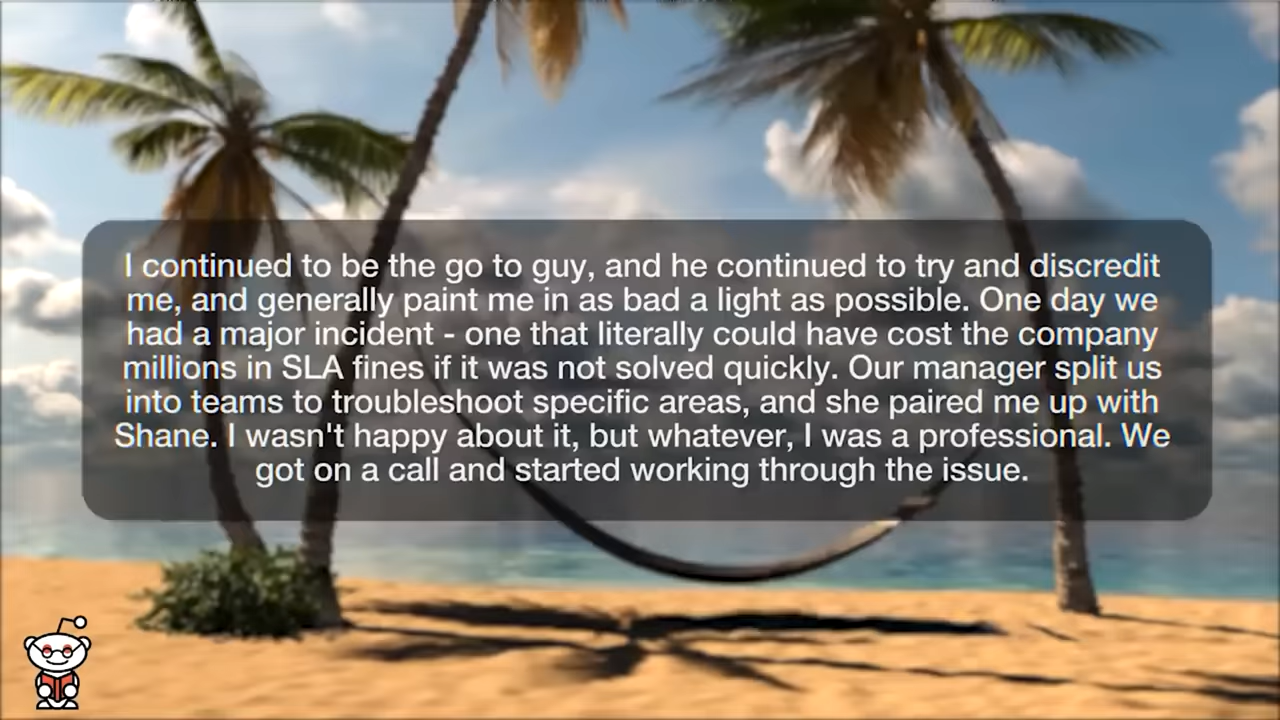 I continued to be the go to guy, and he continued to try and discredit
me, and generally paint me in as bad a light as possible. One day we
had a major incident - one that literally could have cost the company
millions in SLA fines if it was not solved quickly. Our manager split us
into teams to troubleshoot specific areas, and she paired me up with
Shane. I wasn't happy about it, but whatever, I was a professional. We
got on a call and started working through the issue.